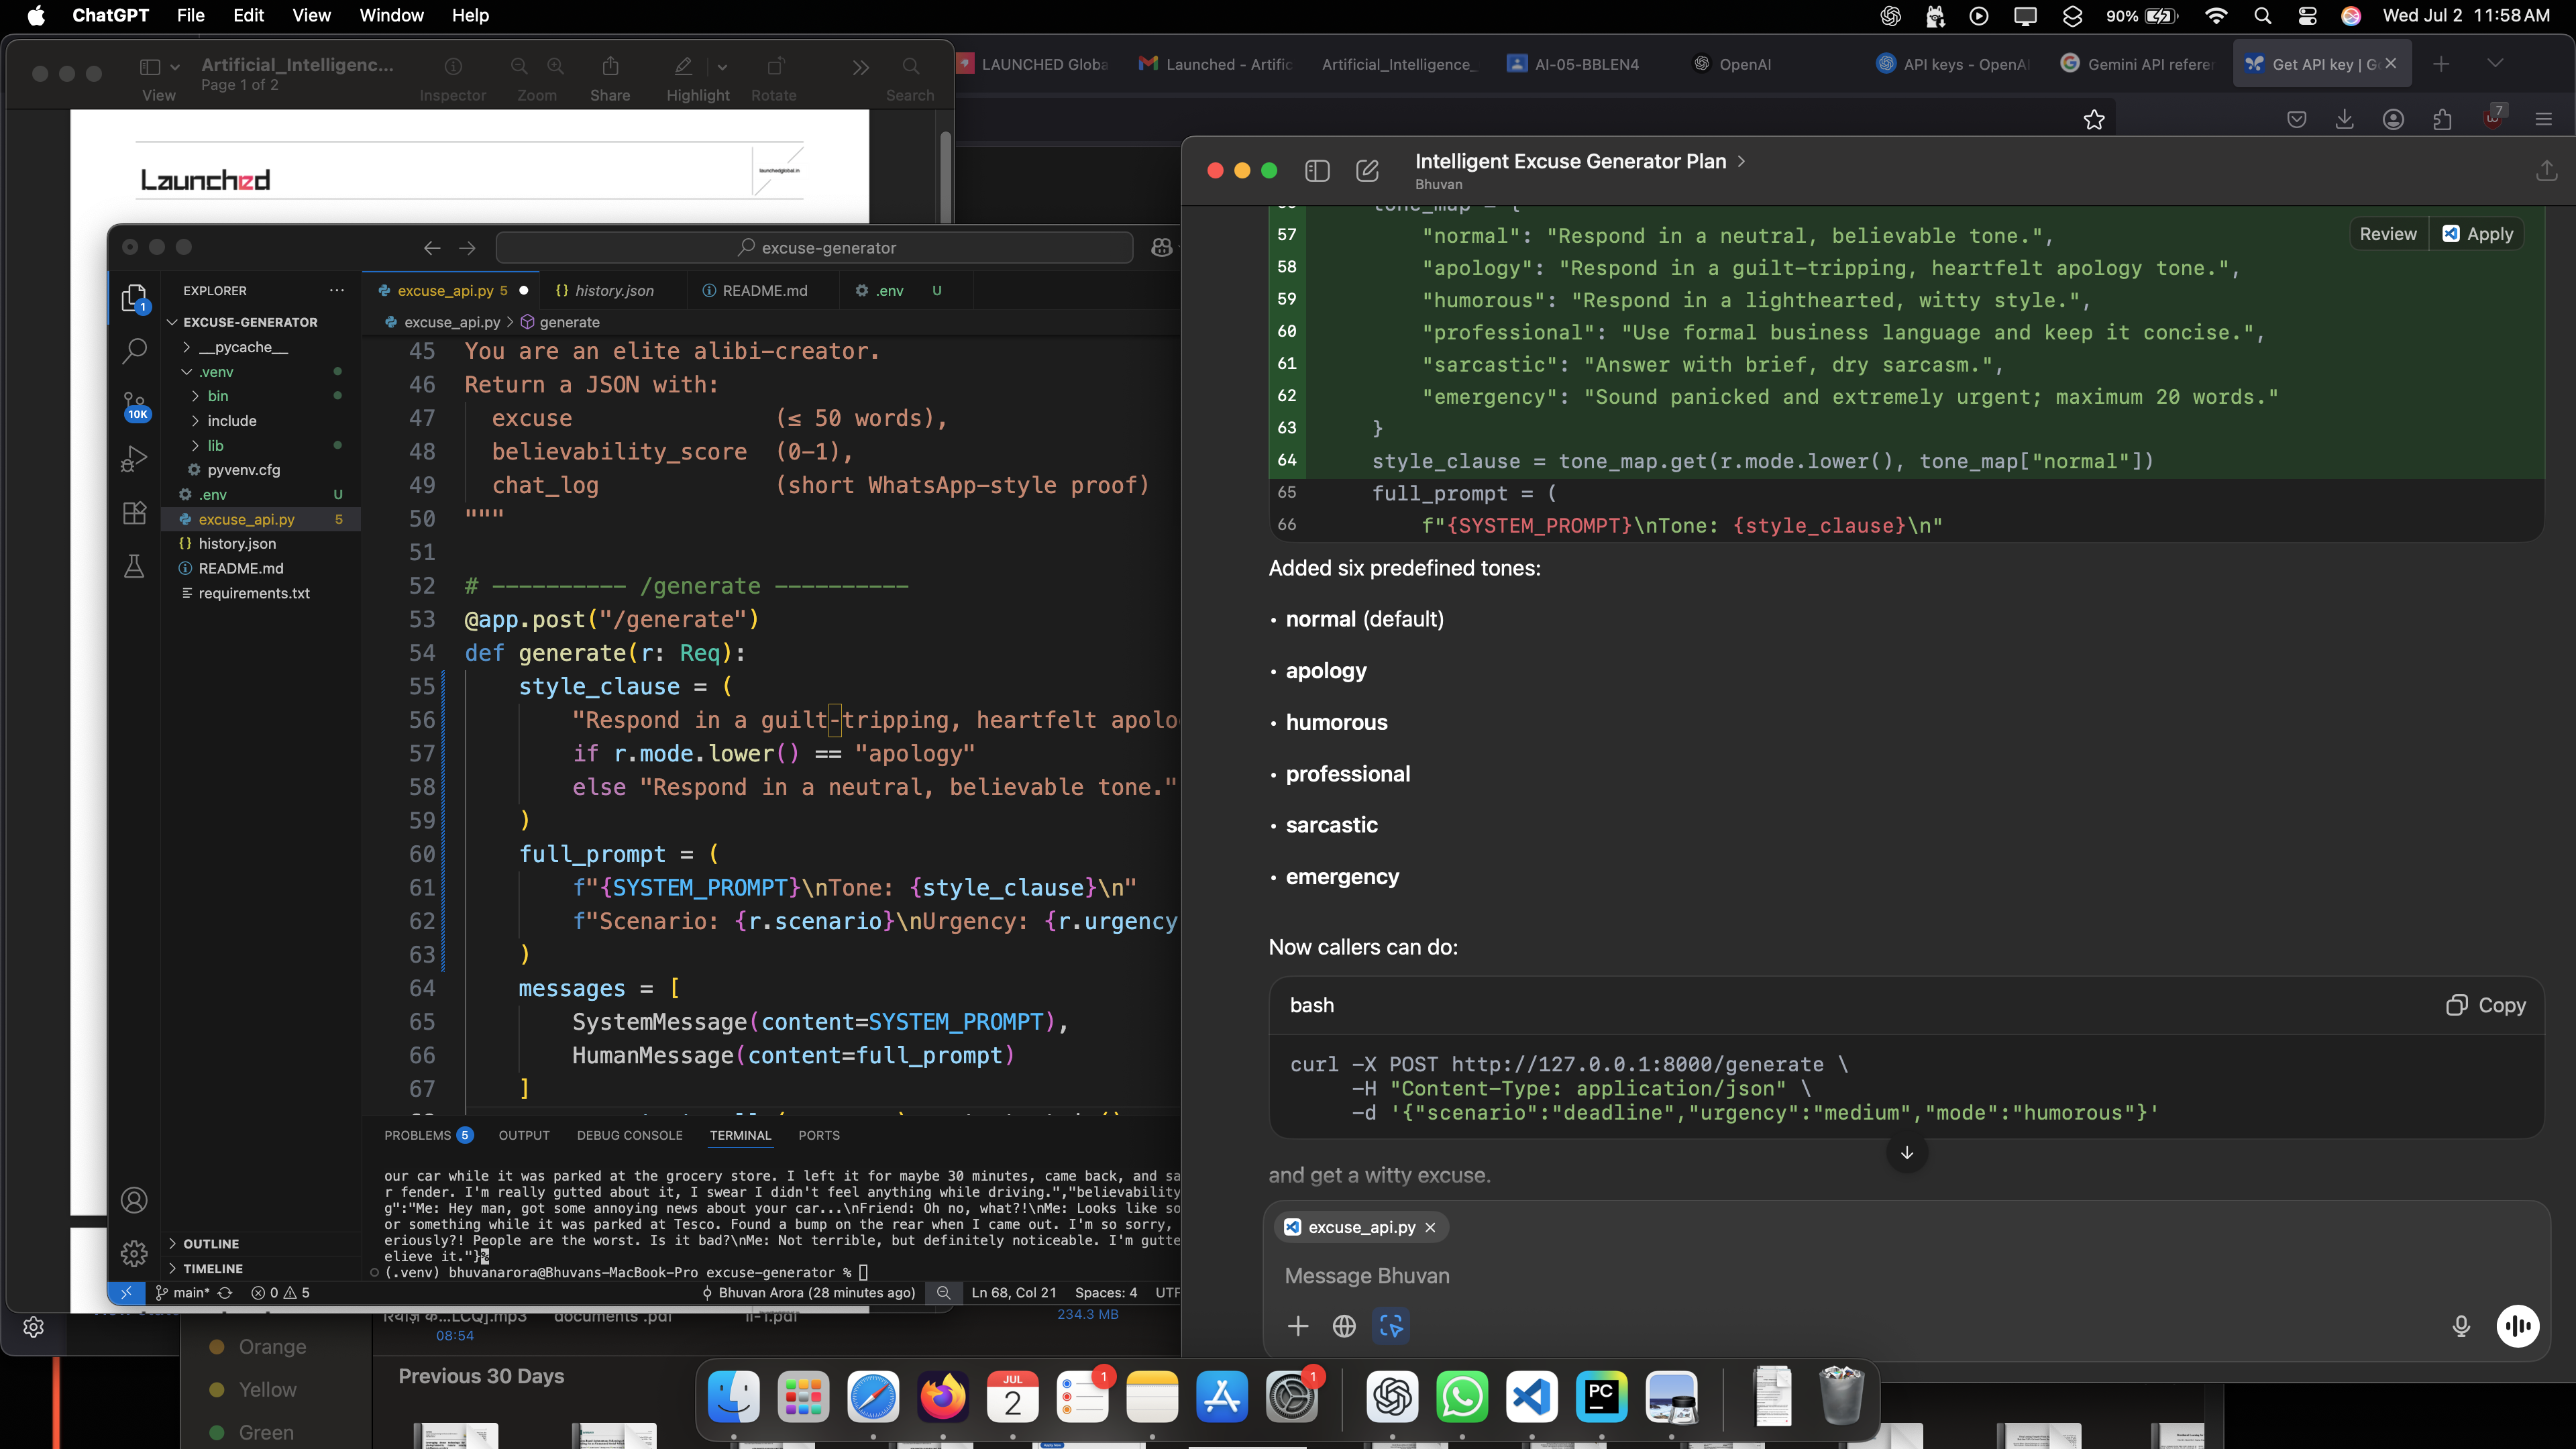 ChatGPT File Edit View Window Help
90% Wed Jul 2 11:58 AM
Artificial_Intelligenc...
Page 1 of 2
View Inspector Zoom Share Highlight Rotate Search
LAUNCHED Globa
Launched - Artific
Artificial_Intelligence_
AI-05-BBLEN4
OpenAI
API keys - OpenAI
Gemini API referen
Get API key | G
7
Launched
launchedglobal.in
excuse-generator
EXPLORER
1
10K
EXCUSE-GENERATOR
__pycache__
.venv
bin
include
lib
pyvenv.cfg
.env U
excuse_api.py 5
history.json
README.md
requirements.txt
OUTLINE
TIMELINE
excuse_api.py 5
history.json
README.md
.env U
excuse_api.py > generate
45 You are an elite alibi-creator.
46 Return a JSON with:
47 excuse (≤ 50 words),
48 believability_score (0-1),
49 chat_log (short WhatsApp-style proof)
50 """
51
52 # ---------- /generate ----------
53 @app.post("/generate")
54 def generate(r: Req):
55 style_clause = (
56 "Respond in a guilt-tripping, heartfelt apolo
57 if r.mode.lower() == "apology"
58 else "Respond in a neutral, believable tone."
59 )
60 full_prompt = (
61 f"{SYSTEM_PROMPT}\nTone: {style_clause}\n"
62 f"Scenario: {r.scenario}\nUrgency: {r.urgency
63 )
64 messages = [
65 SystemMessage(content=SYSTEM_PROMPT),
66 HumanMessage(content=full_prompt)
67 ]
PROBLEMS 5 OUTPUT DEBUG CONSOLE TERMINAL PORTS
our car while it was parked at the grocery store. I left it for maybe 30 minutes, came back, and sa
r fender. I'm really gutted about it, I swear I didn't feel anything while driving.","believability
g":"Me: Hey man, got some annoying news about your car...\nFriend: Oh no, what?!\nMe: Looks like so
or something while it was parked at Tesco. Found a bump on the rear when I came out. I'm so sorry,
eriously?! People are the worst. Is it bad?\nMe: Not terrible, but definitely noticeable. I'm gutte
elieve it."}%
(.venv) bhuvanarora@Bhuvans-MacBook-Pro excuse-generator %
main* 0 5 Bhuvan Arora (28 minutes ago) Ln 68, Col 21 Spaces: 4 UTF
Intelligent Excuse Generator Plan >
Bhuvan
tone_map = {
57 "normal": "Respond in a neutral, believable tone.",
58 "apology": "Respond in a guilt-tripping, heartfelt apology tone.",
59 "humorous": "Respond in a lighthearted, witty style.",
60 "professional": "Use formal business language and keep it concise.",
61 "sarcastic": "Answer with brief, dry sarcasm.",
62 "emergency": "Sound panicked and extremely urgent; maximum 20 words."
63 }
64 style_clause = tone_map.get(r.mode.lower(), tone_map["normal"])
65 full_prompt = (
66 f"{SYSTEM_PROMPT}\nTone: {style_clause}\n"
Review Apply
Added six predefined tones:
• normal (default)
• apology
• humorous
• professional
• sarcastic
• emergency
Now callers can do:
bash Copy
curl -X POST http://127.0.0.1:8000/generate \
-H "Content-Type: application/json" \
-d '{"scenario":"deadline","urgency":"medium","mode":"humorous"}'
and get a witty excuse.
excuse_api.py
Message Bhuvan
08:54
234.3 MB
Orange
Yellow
Green
Previous 30 Days
JUL
2
1
1
PC